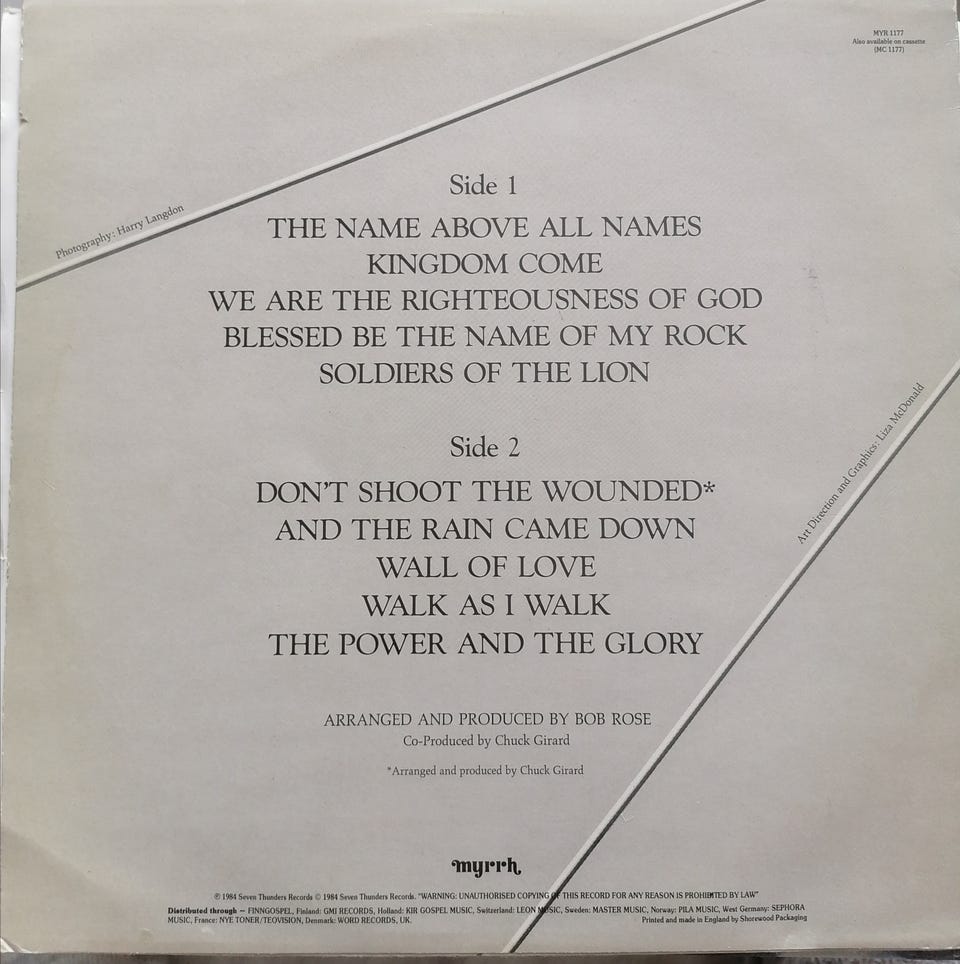 MYR 1177
Also available on cassette
(MC 1177)
Photography: Harry Langdon
Side 1
THE NAME ABOVE ALL NAMES
KINGDOM COME
WE ARE THE RIGHTEOUSNESS OF GOD
BLESSED BE THE NAME OF MY ROCK
SOLDIERS OF THE LION
Side 2
DON'T SHOOT THE WOUNDED*
AND THE RAIN CAME DOWN
WALL OF LOVE
WALK AS I WALK
THE POWER AND THE GLORY
Art Direction and Graphics: Liza McDonald
ARRANGED AND PRODUCED BY BOB ROSE
Co-Produced by Chuck Girard
*Arranged and produced by Chuck Girard
myrrh
℗ 1984 Seven Thunders Records © 1984 Seven Thunders Records. "WARNING: UNAUTHORISED COPYING OF THIS RECORD FOR ANY REASON IS PROHIBITED BY LAW"
Distributed through — FINNGOSPEL, Finland: GMI RECORDS, Holland: KIR GOSPEL MUSIC, Switzerland: LEON MUSIC, Sweden: MASTER MUSIC, Norway: PILA MUSIC, West Germany: SEPHORA
MUSIC, France: NYE TONER/TEOVISION, Denmark: WORD RECORDS, UK. Printed and made in England by Shorewood Packaging